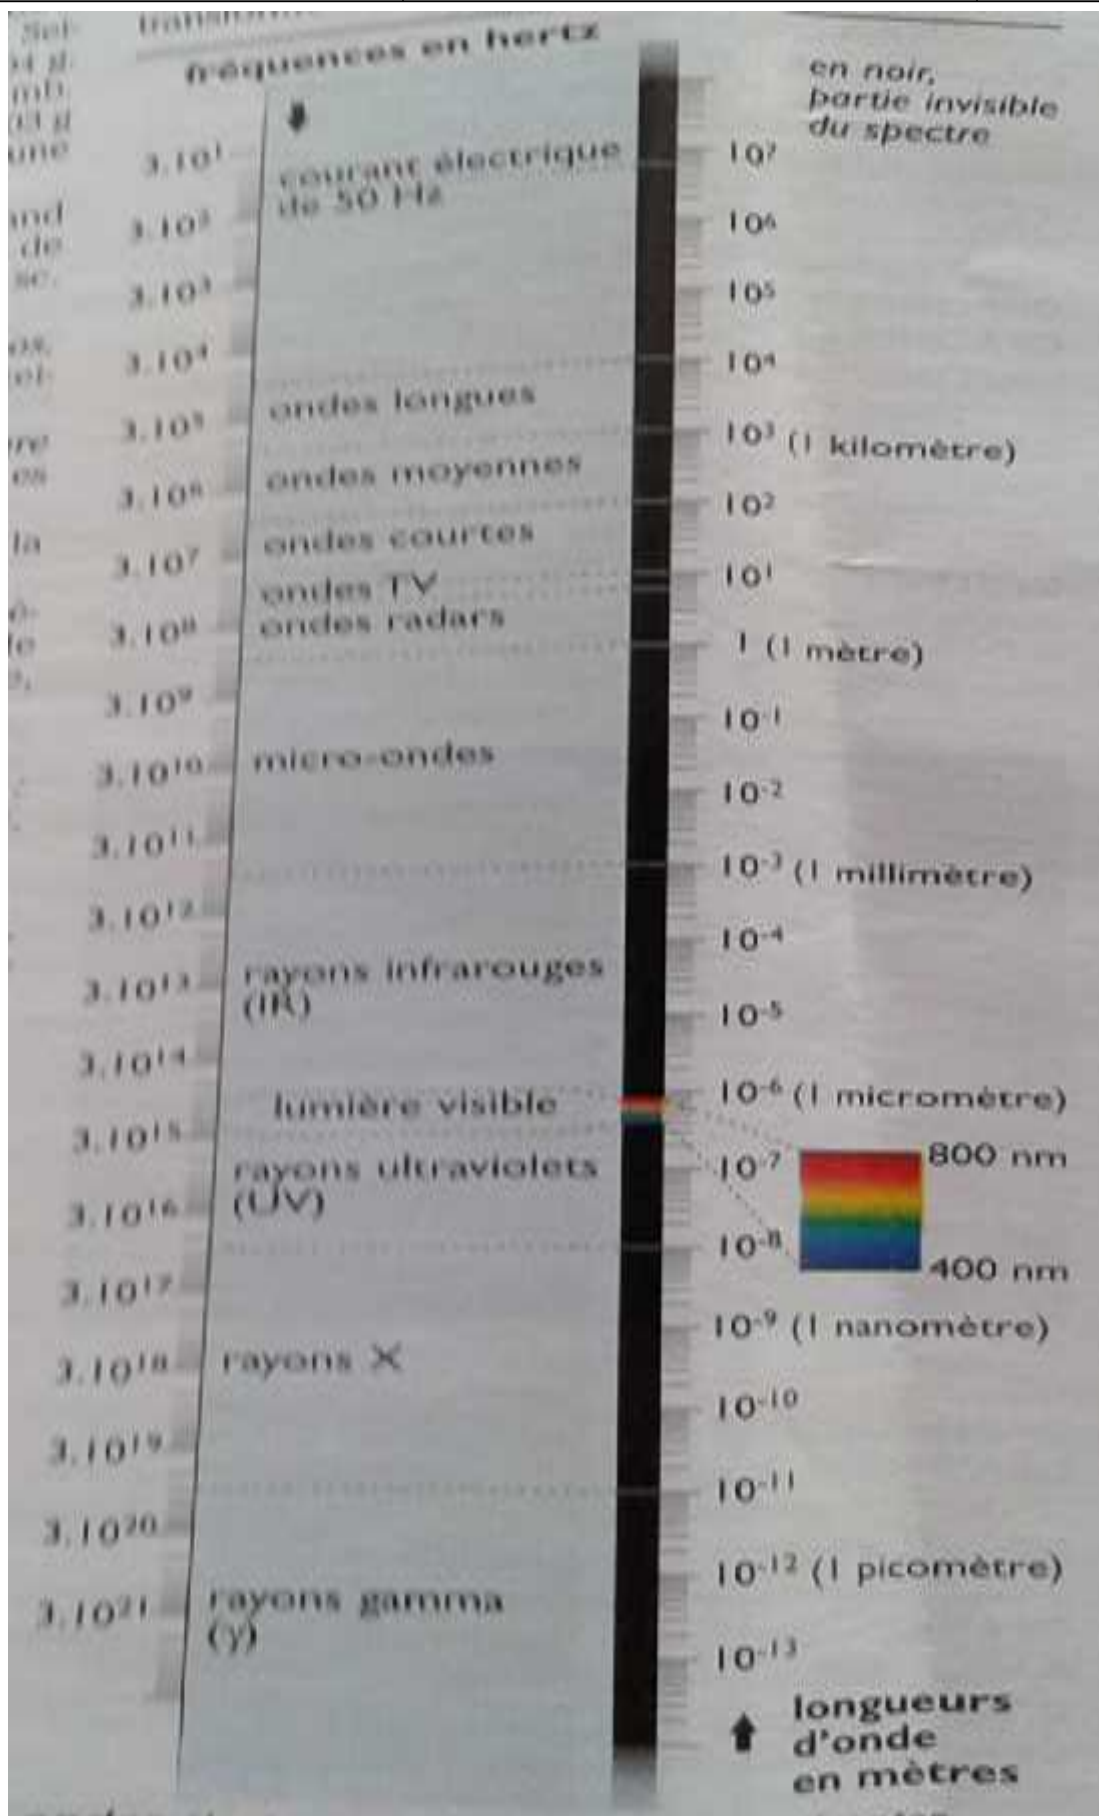 fréquences en hertz
en noir,
partie invisible
du spectre
3.10¹
courant électrique
de 50 Hz
10⁷
3.10²
10⁶
3.10³
10⁵
3.10⁴
10⁴
ondes longues
3.10⁵
10³ (1 kilomètre)
ondes moyennes
3.10⁶
10²
ondes courtes
3.10⁷
10¹
ondes TV
ondes radars
3.10⁸
1 (1 mètre)
3.10⁹
10⁻¹
micro-ondes
3.10¹⁰
10⁻²
3.10¹¹
10⁻³ (1 millimètre)
3.10¹²
10⁻⁴
rayons infrarouges
(IR)
3.10¹³
10⁻⁵
3.10¹⁴
10⁻⁶ (1 micromètre)
lumière visible
3.10¹⁵
800 nm
rayons ultraviolets
(UV)
10⁻⁷
3.10¹⁶
10⁻⁸
400 nm
3.10¹⁷
10⁻⁹ (1 nanomètre)
3.10¹⁸
rayons X
10⁻¹⁰
3.10¹⁹
10⁻¹¹
3.10²⁰
10⁻¹² (1 picomètre)
3.10²¹
rayons gamma
(γ)
10⁻¹³
longueurs
d'onde
en mètres